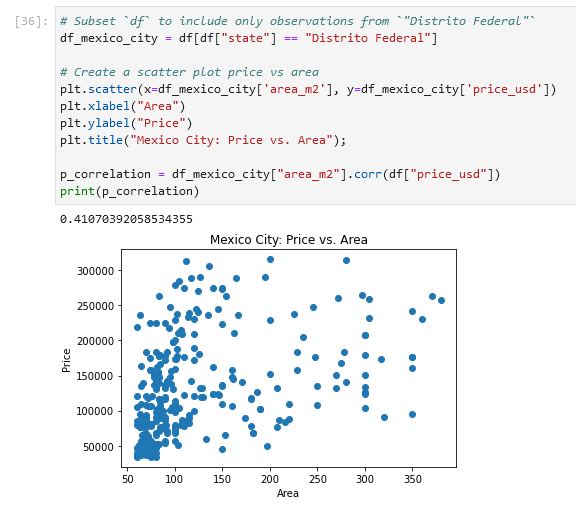 [36]: # Subset `df` to include only observations from `"Distrito Federal"`
df_mexico_city = df[df["state"] == "Distrito Federal"]
# Create a scatter plot price vs area
plt.scatter(x=df_mexico_city['area_m2'], y=df_mexico_city['price_usd'])
plt.xlabel("Area")
plt.ylabel("Price")
plt.title("Mexico City: Price vs. Area");
p_correlation = df_mexico_city["area_m2"].corr(df["price_usd"])
print(p_correlation)
0.41070392058534355
Mexico City: Price vs. Area
300000
250000
200000
150000
100000
50000
Price
50 100 150 200 250 300 350
Area